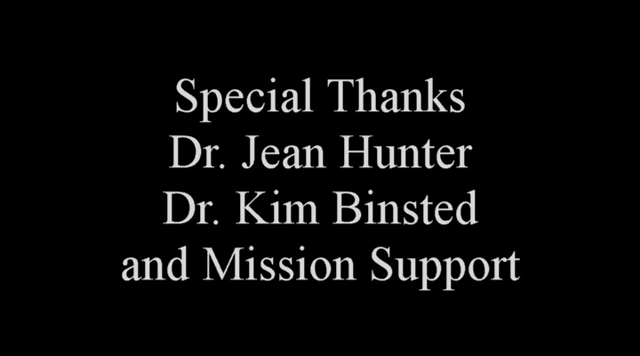 Special Thanks
Dr. Jean Hunter
Dr. Kim Binsted
and Mission Support